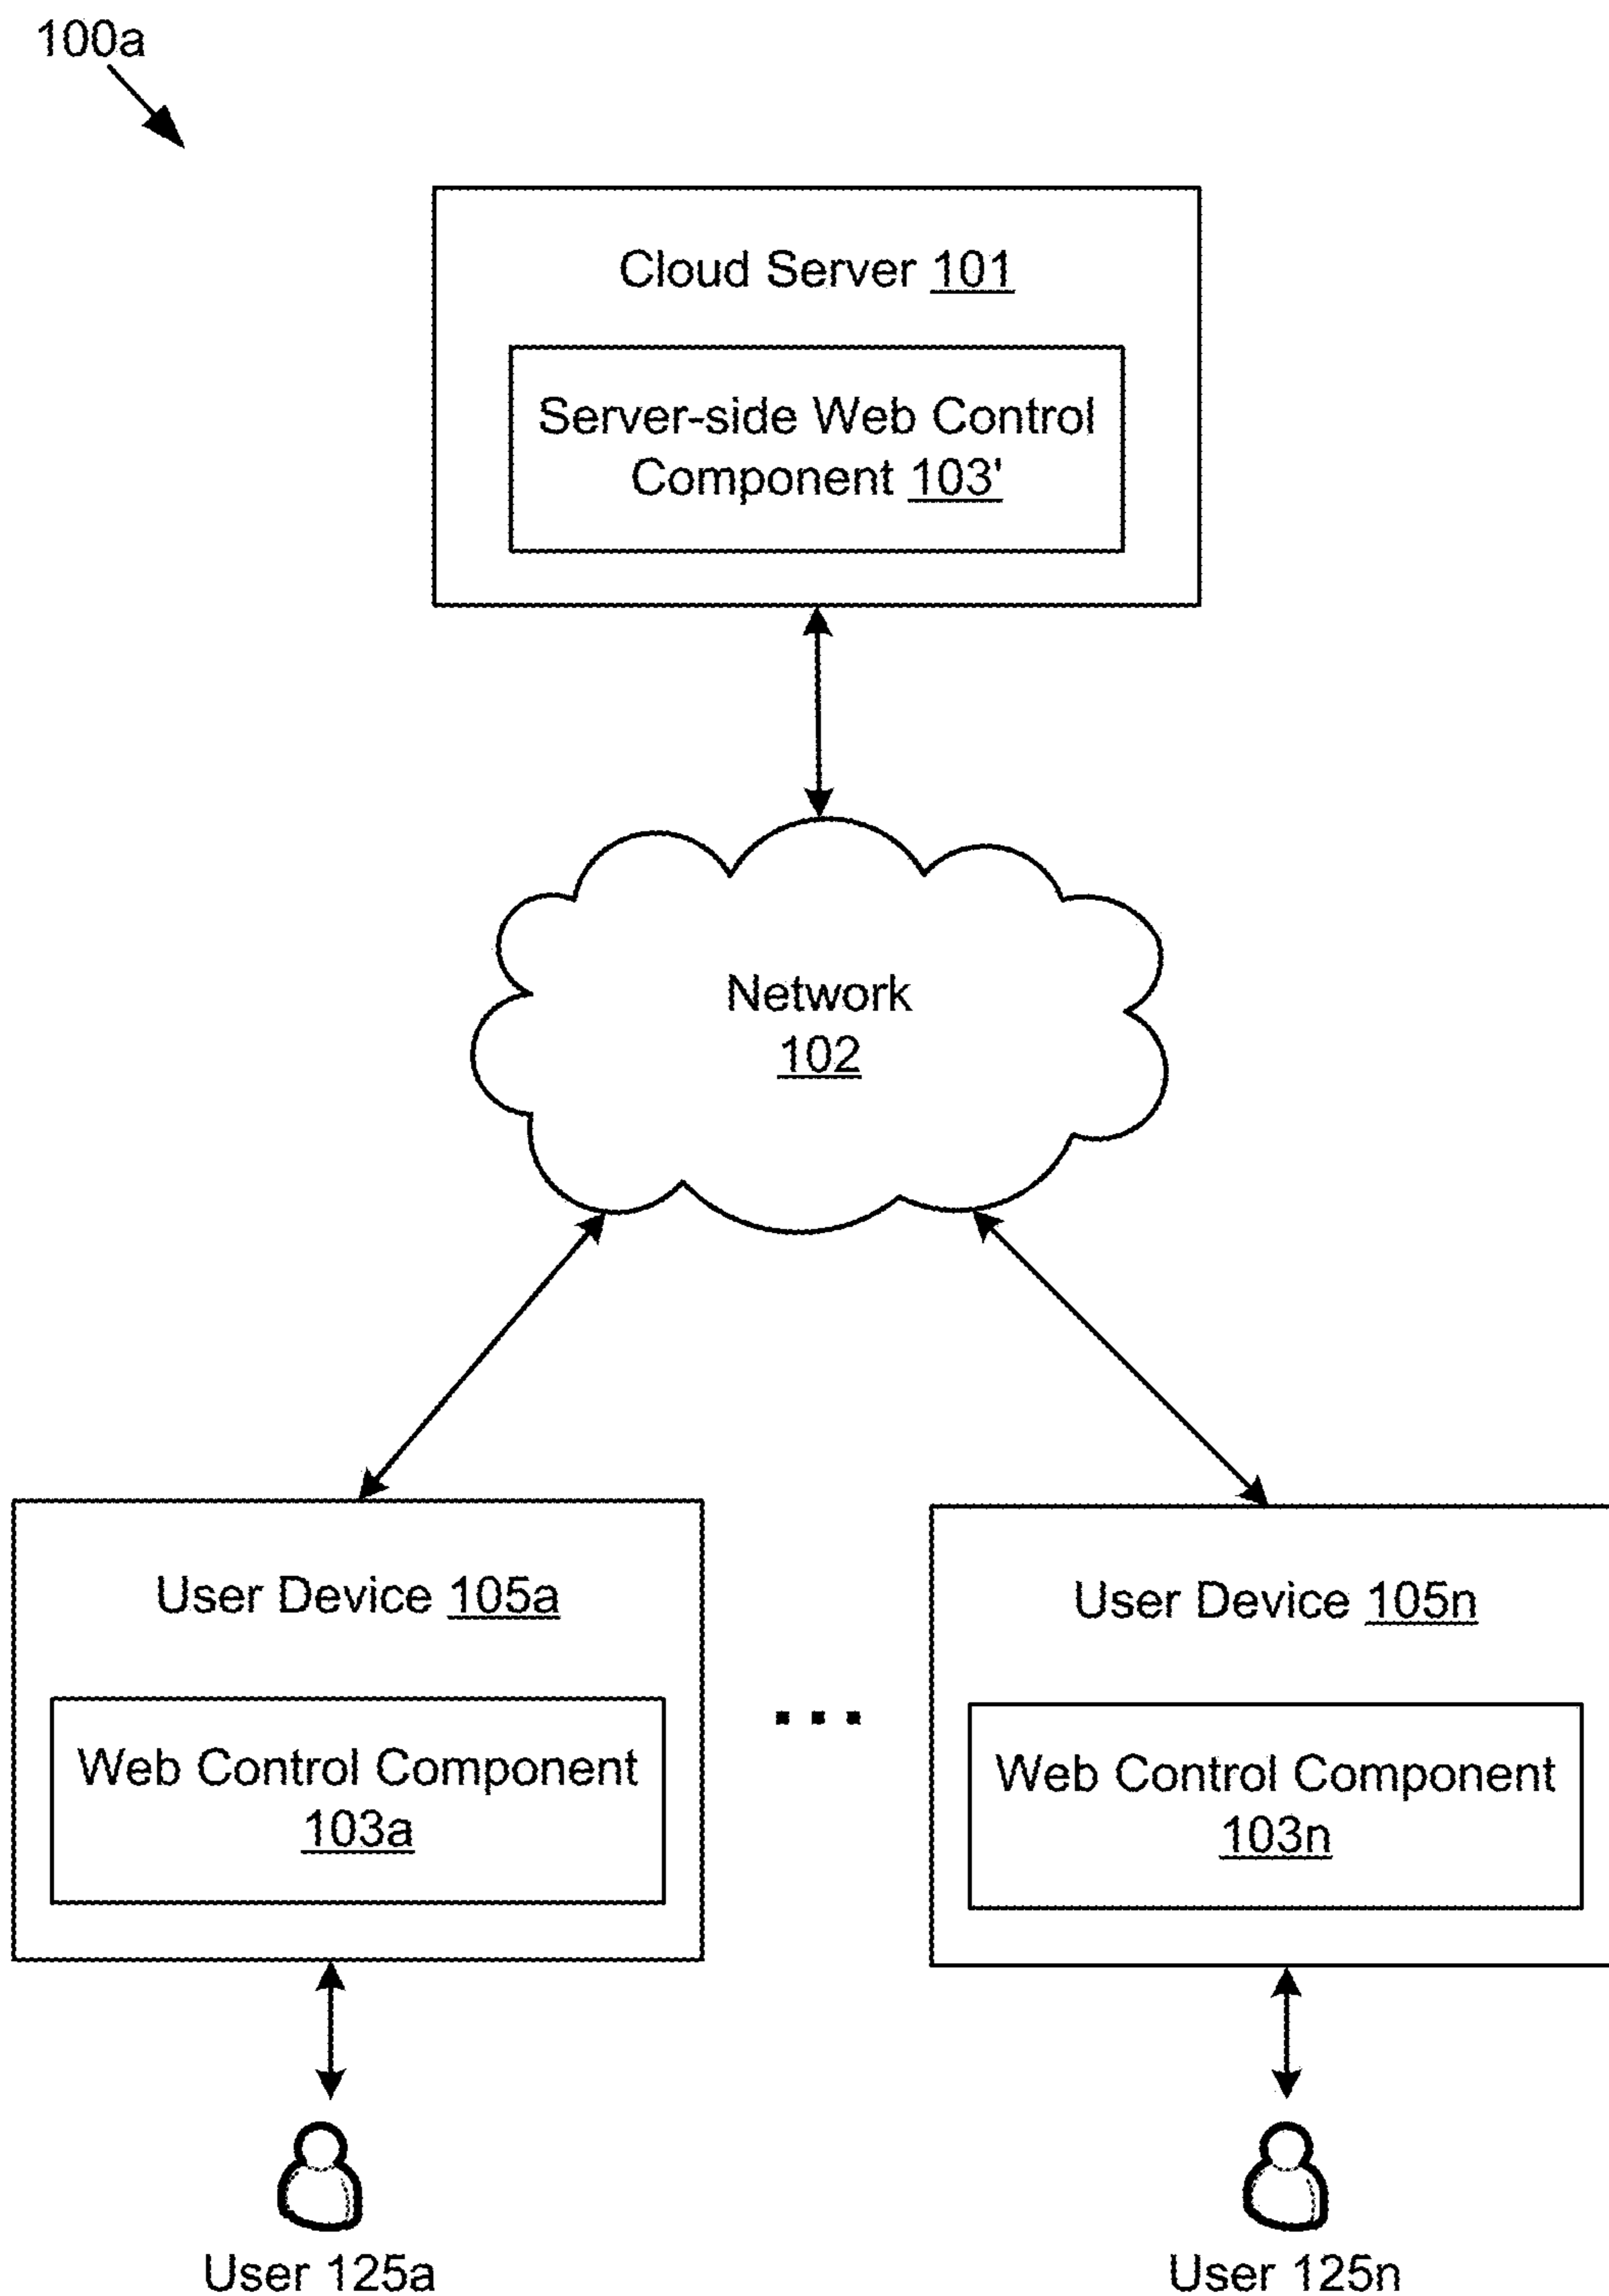 100a
Cloud Server 101
Server-side Web Control
Component 103'
Network
102
User Device 105a
Web Control Component
103a
...
User Device 105n
Web Control Component
103n
User 125a
User 125n